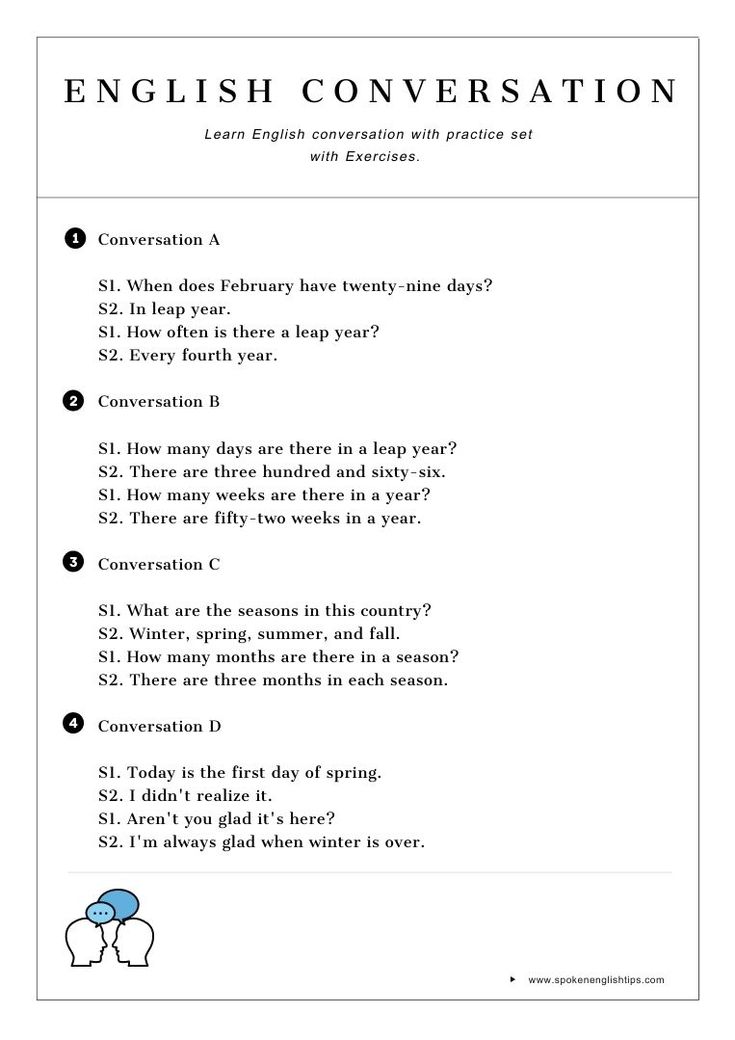 ENGLISH CONVERSATION
Learn English conversation with practice set
with Exercises.
1 Conversation A
S1. When does February have twenty-nine days?
S2. In leap year.
S1. How often is there a leap year?
S2. Every fourth year.
2 Conversation B
S1. How many days are there in a leap year?
S2. There are three hundred and sixty-six.
S1. How many weeks are there in a year?
S2. There are fifty-two weeks in a year.
3 Conversation C
S1. What are the seasons in this country?
S2. Winter, spring, summer, and fall.
S1. How many months are there in a season?
S2. There are three months in each season.
4 Conversation D
S1. Today is the first day of spring.
S2. I didn't realize it.
S1. Aren't you glad it's here?
S2. I'm always glad when winter is over.
www.spokenenglishtips.com